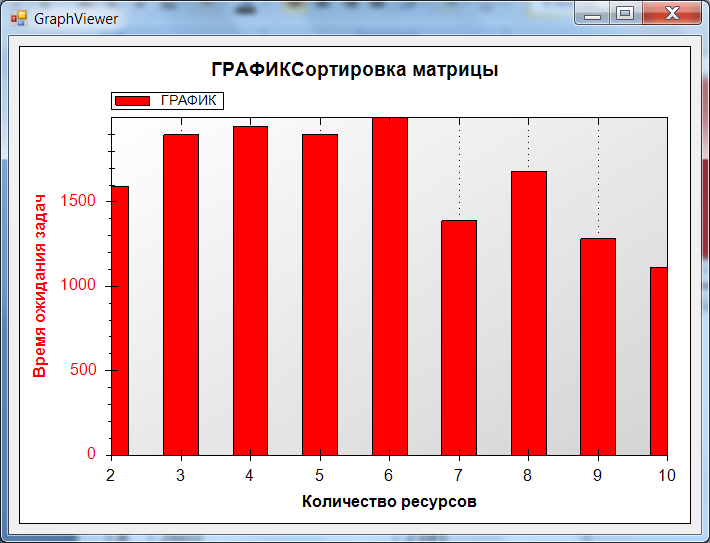 GraphViewer
ГРАФИКСортировка матрицы
ГРАФИК
Время ожидания задач
1500
1000
500
0
2 3 4 5 6 7 8 9 10
Количество ресурсов